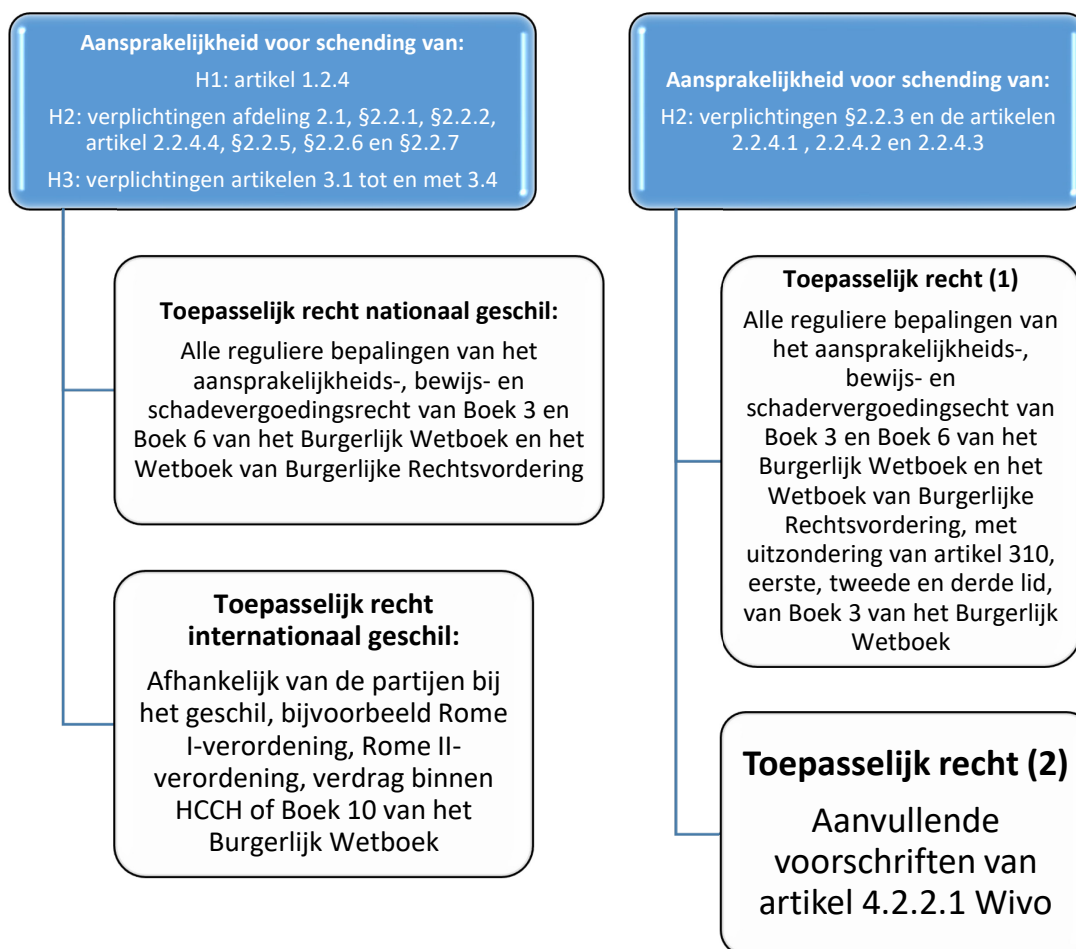 Aansprakelijkheid voor schending van:
H1: artikel 1.2.4
H2: verplichtingen afdeling 2.1, §2.2.1, §2.2.2,
artikel 2.2.4.4, §2.2.5, §2.2.6 en §2.2.7
H3: verplichtingen artikelen 3.1 tot en met 3.4
Toepasselijk recht nationaal geschil:
Alle reguliere bepalingen van het
aansprakelijkheids-, bewijs- en
schadevergoedingsrecht van Boek 3 en
Boek 6 van het Burgerlijk Wetboek en het
Wetboek van Burgerlijke Rechtsvordering
Toepasselijk recht
internationaal geschil:
Afhankelijk van de partijen bij
het geschil, bijvoorbeeld Rome
I-verordening, Rome II-
verordening, verdrag binnen
HCCH of Boek 10 van het
Burgerlijk Wetboek
Aansprakelijkheid voor schending van:
H2: verplichtingen §2.2.3 en de artikelen
2.2.4.1 , 2.2.4.2 en 2.2.4.3
Toepasselijk recht (1)
Alle reguliere bepalingen van
het aansprakelijkheids-,
bewijs- en
schadervergoedingsecht van
Boek 3 en Boek 6 van het
Burgerlijk Wetboek en het
Wetboek van Burgerlijke
Rechtsvordering, met
uitzondering van artikel 310,
eerste, tweede en derde lid,
van Boek 3 van het Burgerlijk
Wetboek
Toepasselijk recht (2)
Aanvullende
voorschriften van
artikel 4.2.2.1 Wivo